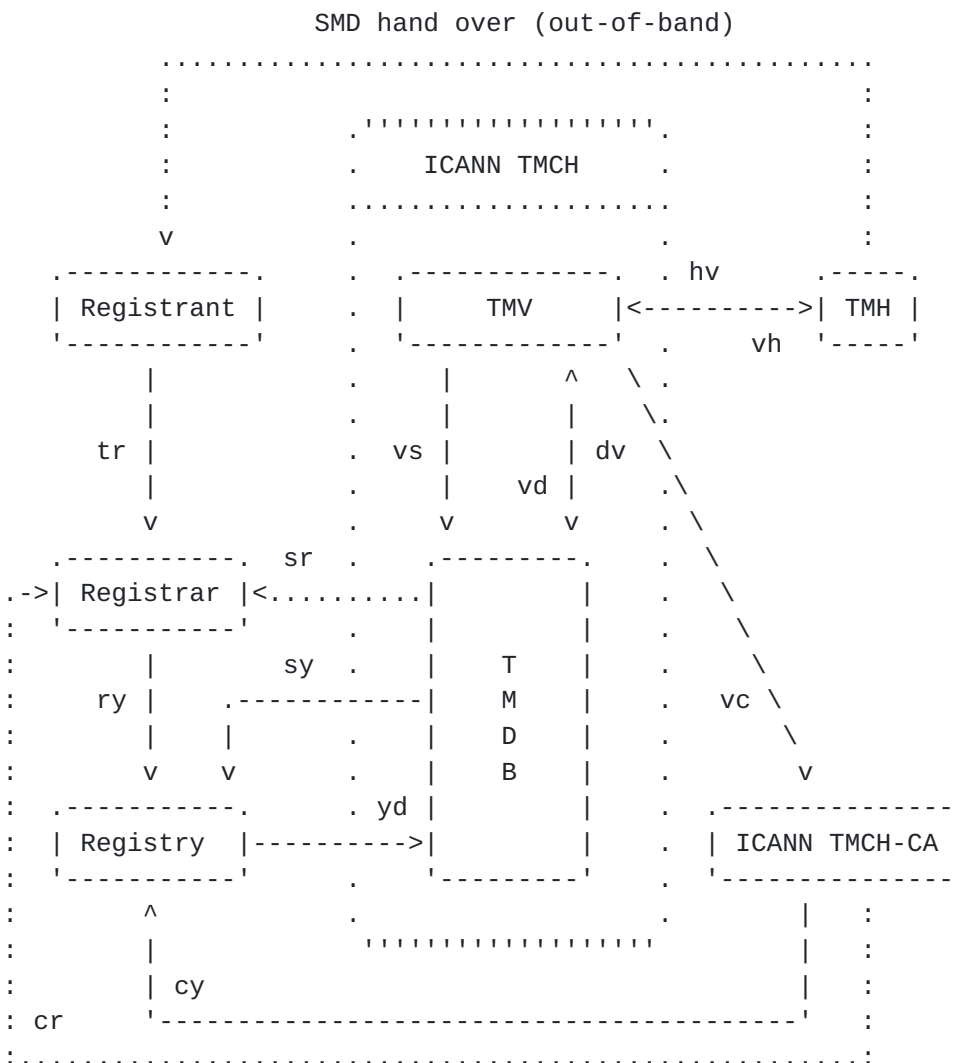 SMD hand over (out-of-band)
ICANN TMCH
hv
Registrant TMV TMH
vh
tr vs dv
vd
sr
Registrar
sy T
ry M vc
D
B
yd
Registry ICANN TMCH-CA
cy
cr